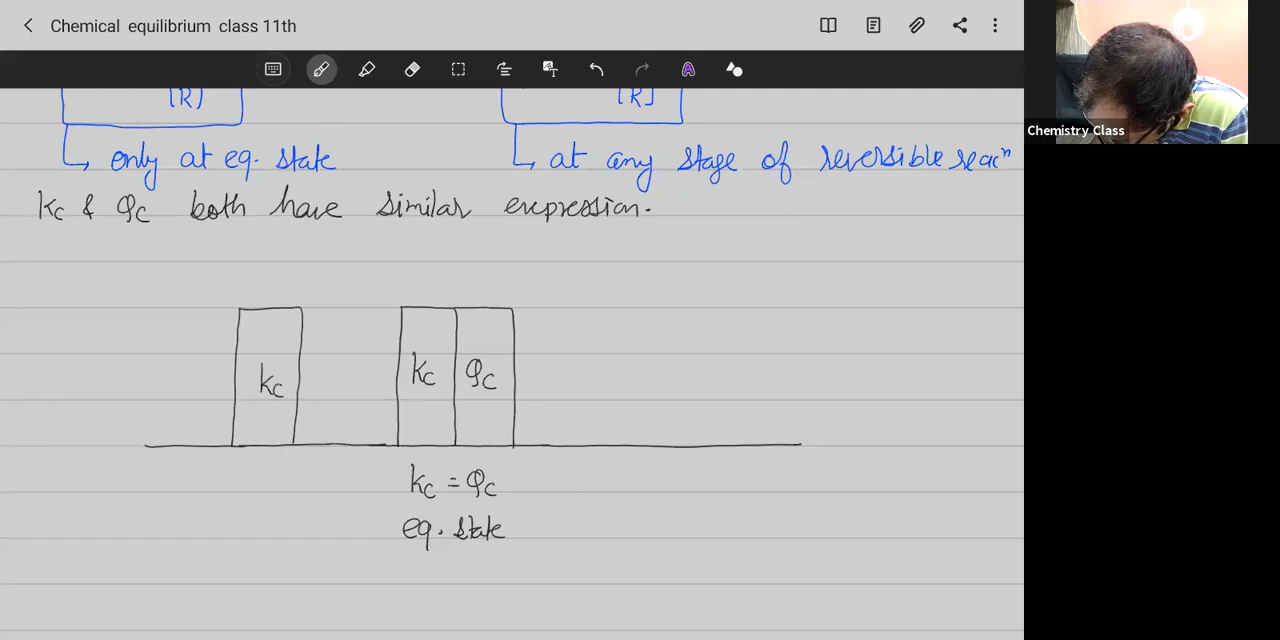 Chemical equilibrium class 11th
[R]
[R]
only at eq. state
at any stage of reversible reacⁿ
Kc & Qc both have similar expression.
Kc
Kc Qc
Kc = Qc
eq. state
Chemistry Class